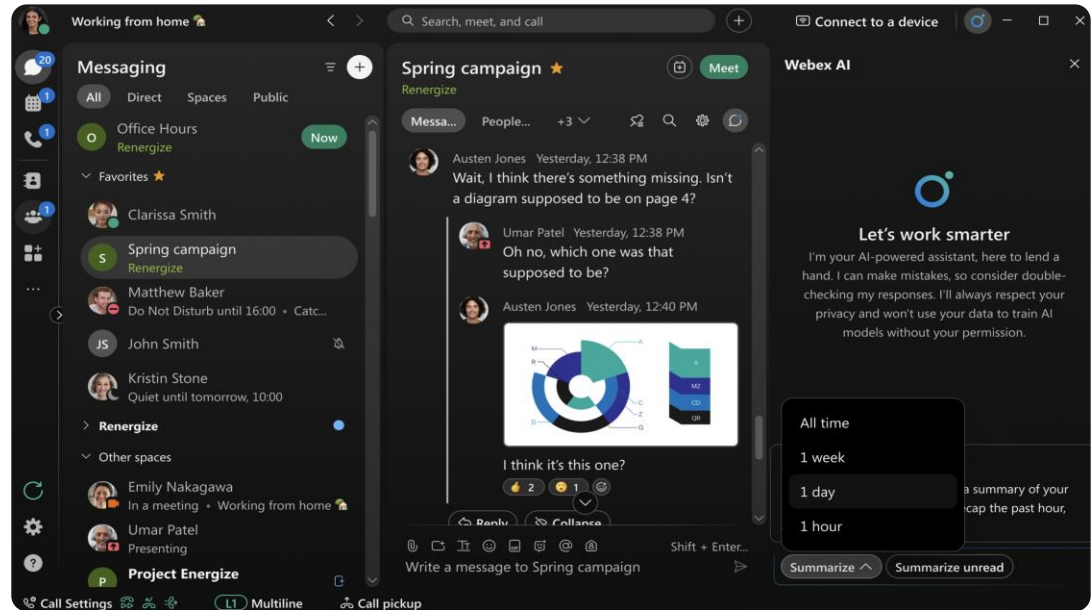 Working from home
Search, meet, and call
Connect to a device
20
1
1
1
Messaging
All Direct Spaces Public
O
Office Hours
Renergize
Now
Favorites
Clarissa Smith
S
Spring campaign
Renergize
Matthew Baker
Do Not Disturb until 16:00 • Catc...
JS
John Smith
Kristin Stone
Quiet until tomorrow, 10:00
Renergize
Other spaces
Emily Nakagawa
In a meeting • Working from home
Umar Patel
Presenting
P
Project Energize
Call Settings
L1 Multiline
Call pickup
Spring campaign
Renergize
Meet
Messa... People... +3
Austen Jones Yesterday, 12:38 PM
Wait, I think there's something missing. Isn't
a diagram supposed to be on page 4?
Umar Patel Yesterday, 12:38 PM
Oh no, which one was that
supposed to be?
Austen Jones Yesterday, 12:40 PM
M
A
R
D
C
Z
G
A
MZ
CD
QR
I think it's this one?
2 1
Reply Collapse
Shift + Enter...
Write a message to Spring campaign
Webex AI
Let's work smarter
I'm your AI-powered assistant, here to lend a
hand. I can make mistakes, so consider double-
checking my responses. I'll always respect your
privacy and won't use your data to train AI
models without your permission.
All time
1 week
1 day
1 hour
a summary of your
ecap the past hour,
Summarize
Summarize unread